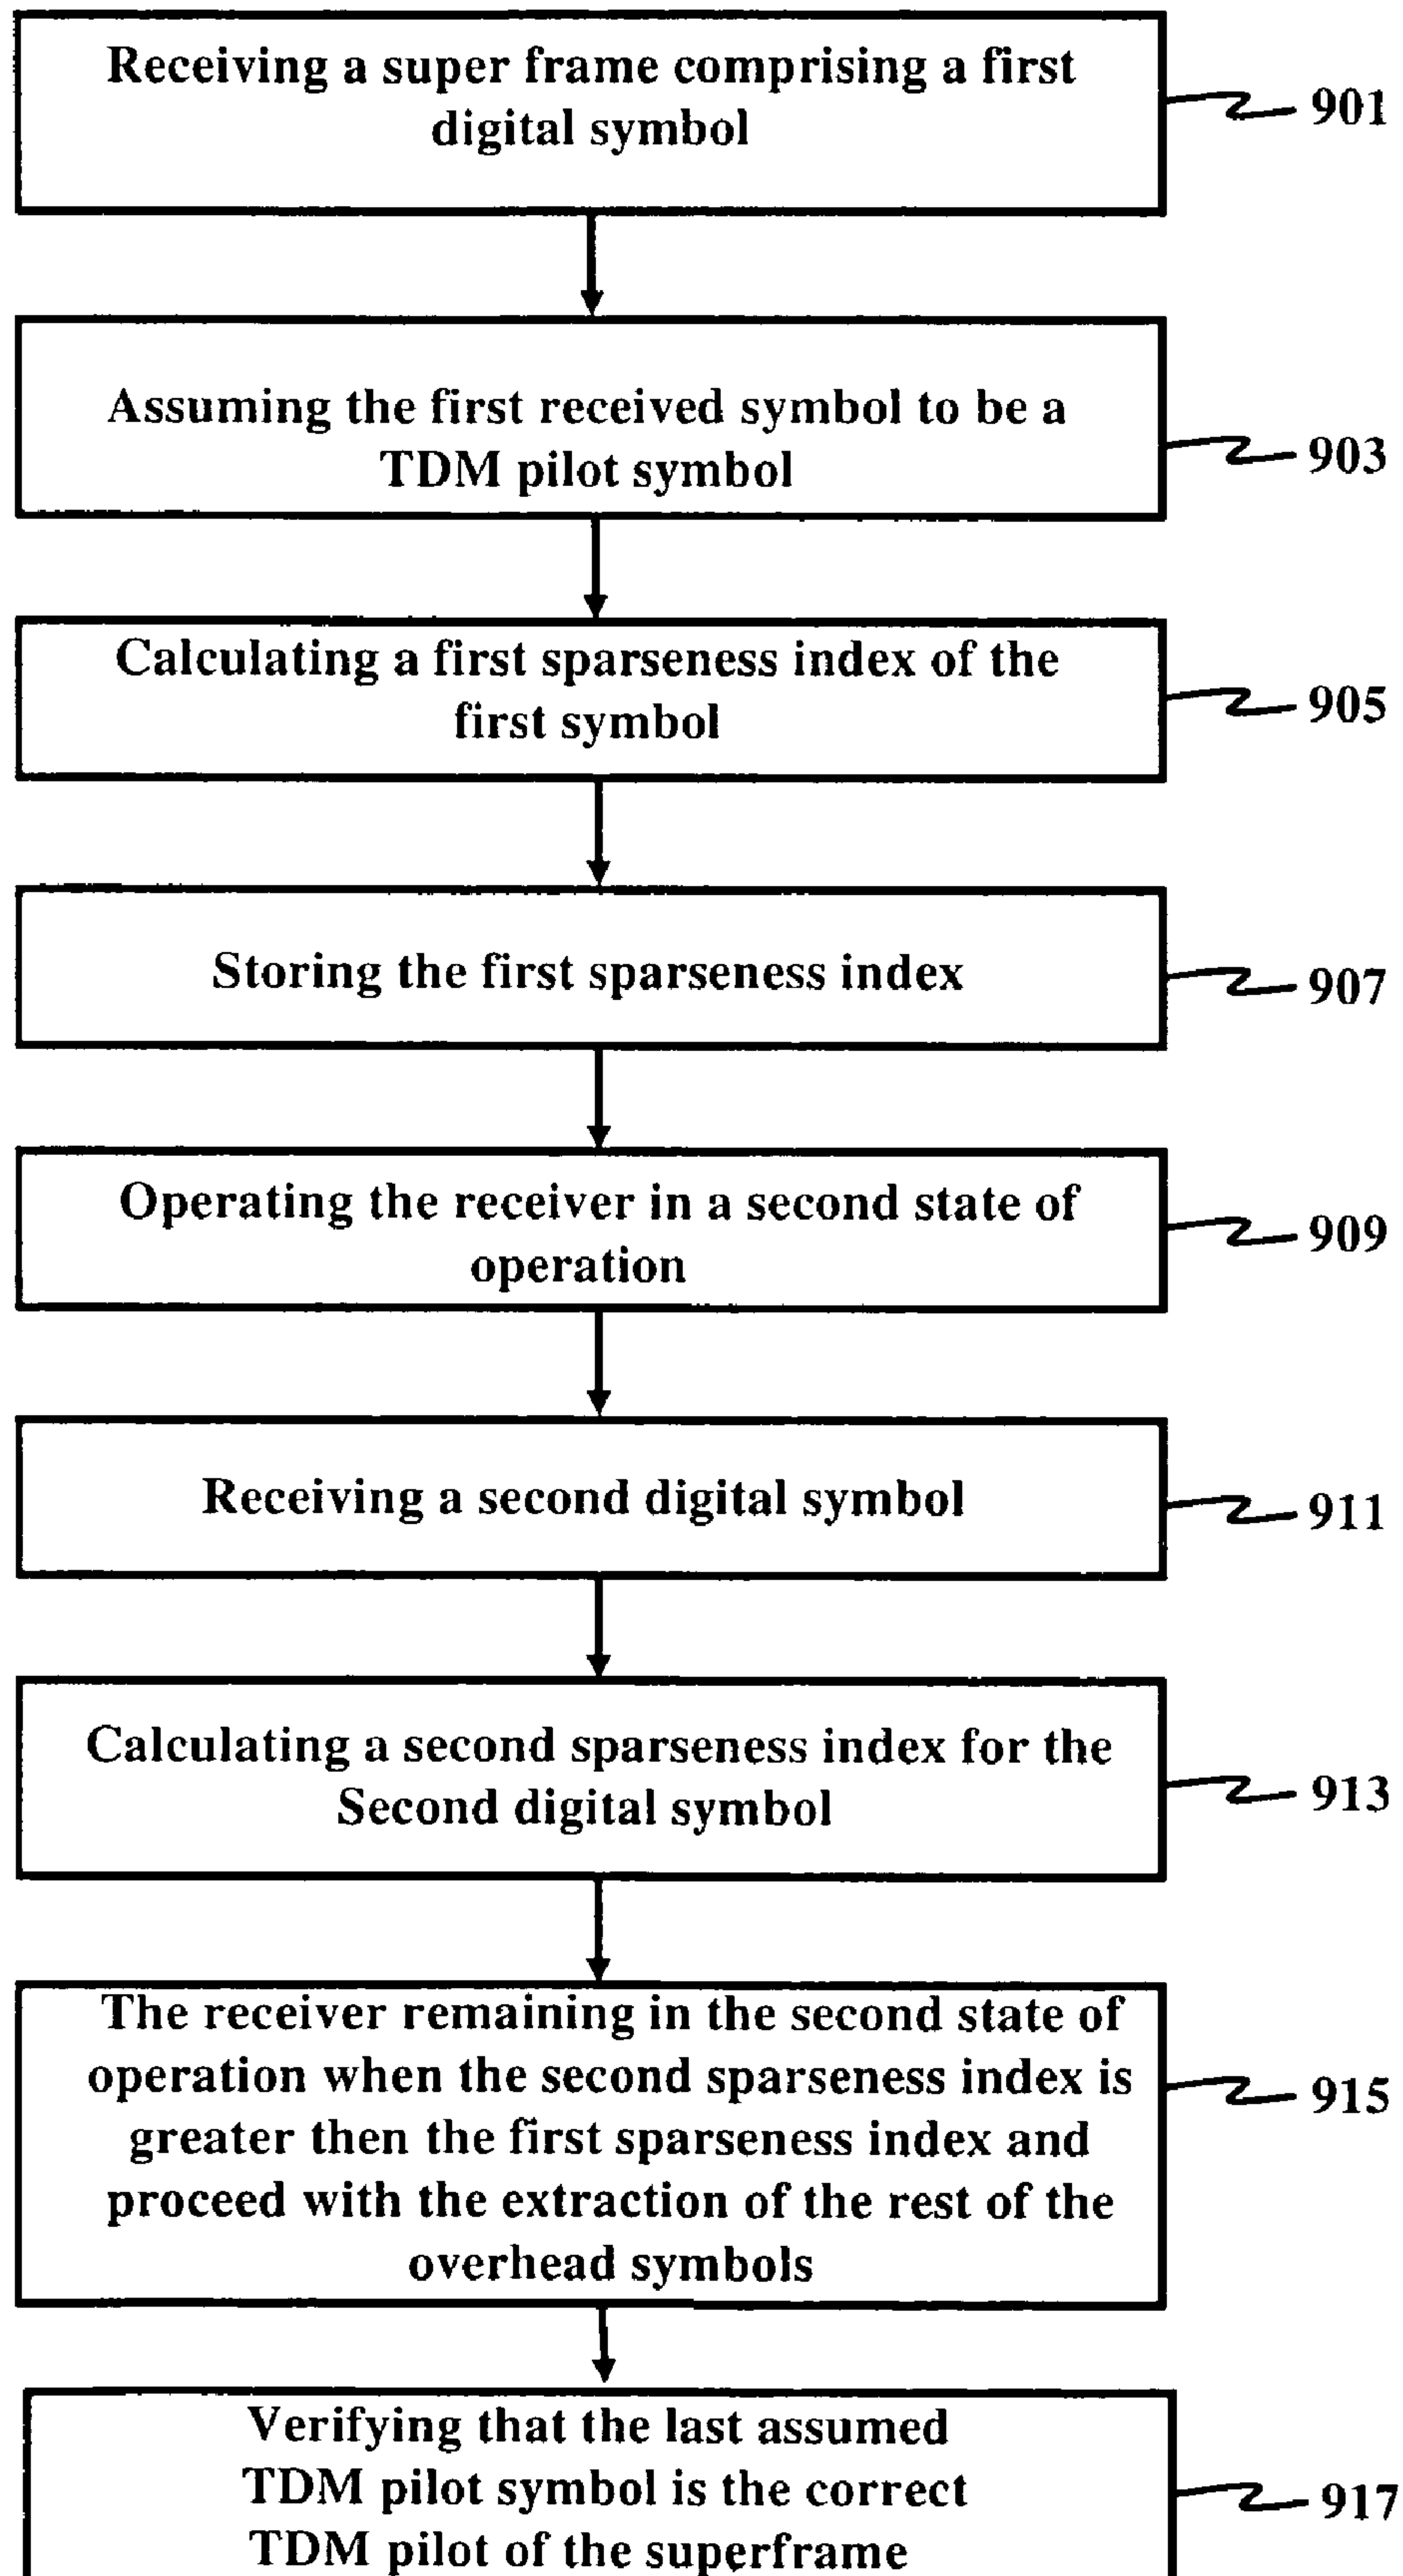 Receiving a super frame comprising a first
digital symbol
901
Assuming the first received symbol to be a
TDM pilot symbol
903
Calculating a first sparseness index of the
first symbol
905
Storing the first sparseness index
907
Operating the receiver in a second state of
operation
909
Receiving a second digital symbol
911
Calculating a second sparseness index for the
Second digital symbol
913
The receiver remaining in the second state of
operation when the second sparseness index is
greater then the first sparseness index and
proceed with the extraction of the rest of the
overhead symbols
915
Verifying that the last assumed
TDM pilot symbol is the correct
TDM pilot of the superframe
917